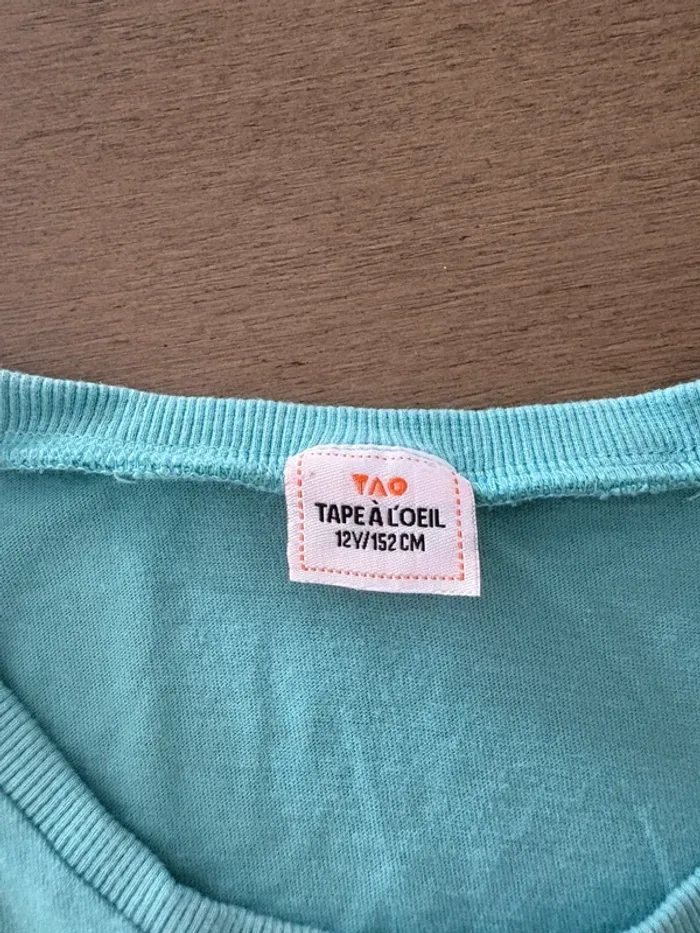 TAO
TAPE À L'OEIL
12Y/152 CM